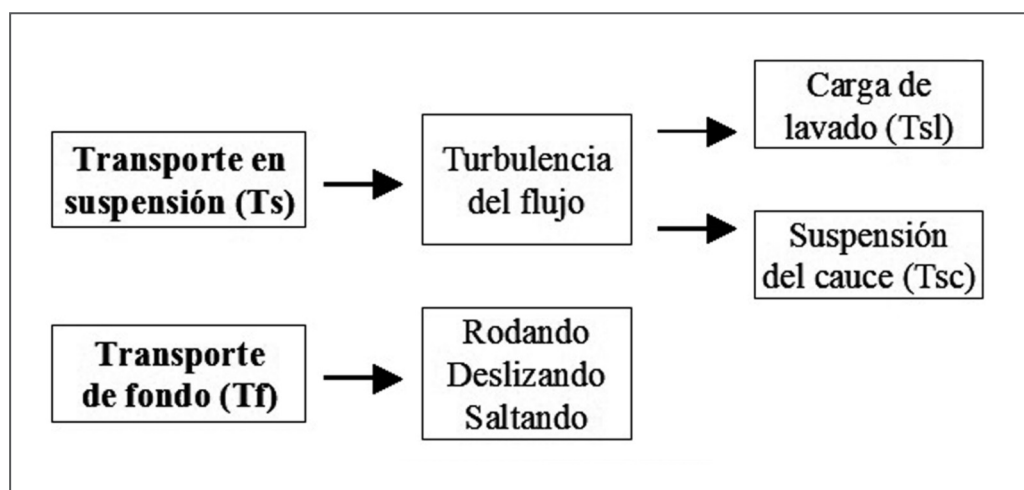 Transporte en
suspensión (Ts)
Turbulencia
del flujo
Carga de
lavado (Tsl)
Suspensión
del cauce (Tsc)
Transporte
de fondo (Tf)
Rodando
Deslizando
Saltando